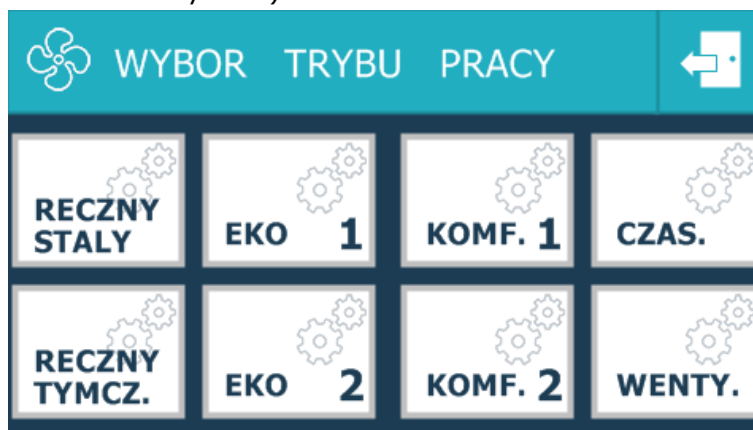 WYBOR TRYBU PRACY
RECZNY
STALY
EKO 1
KOMF. 1
CZAS.
RECZNY
TYMCZ.
EKO 2
KOMF. 2
WENTY.